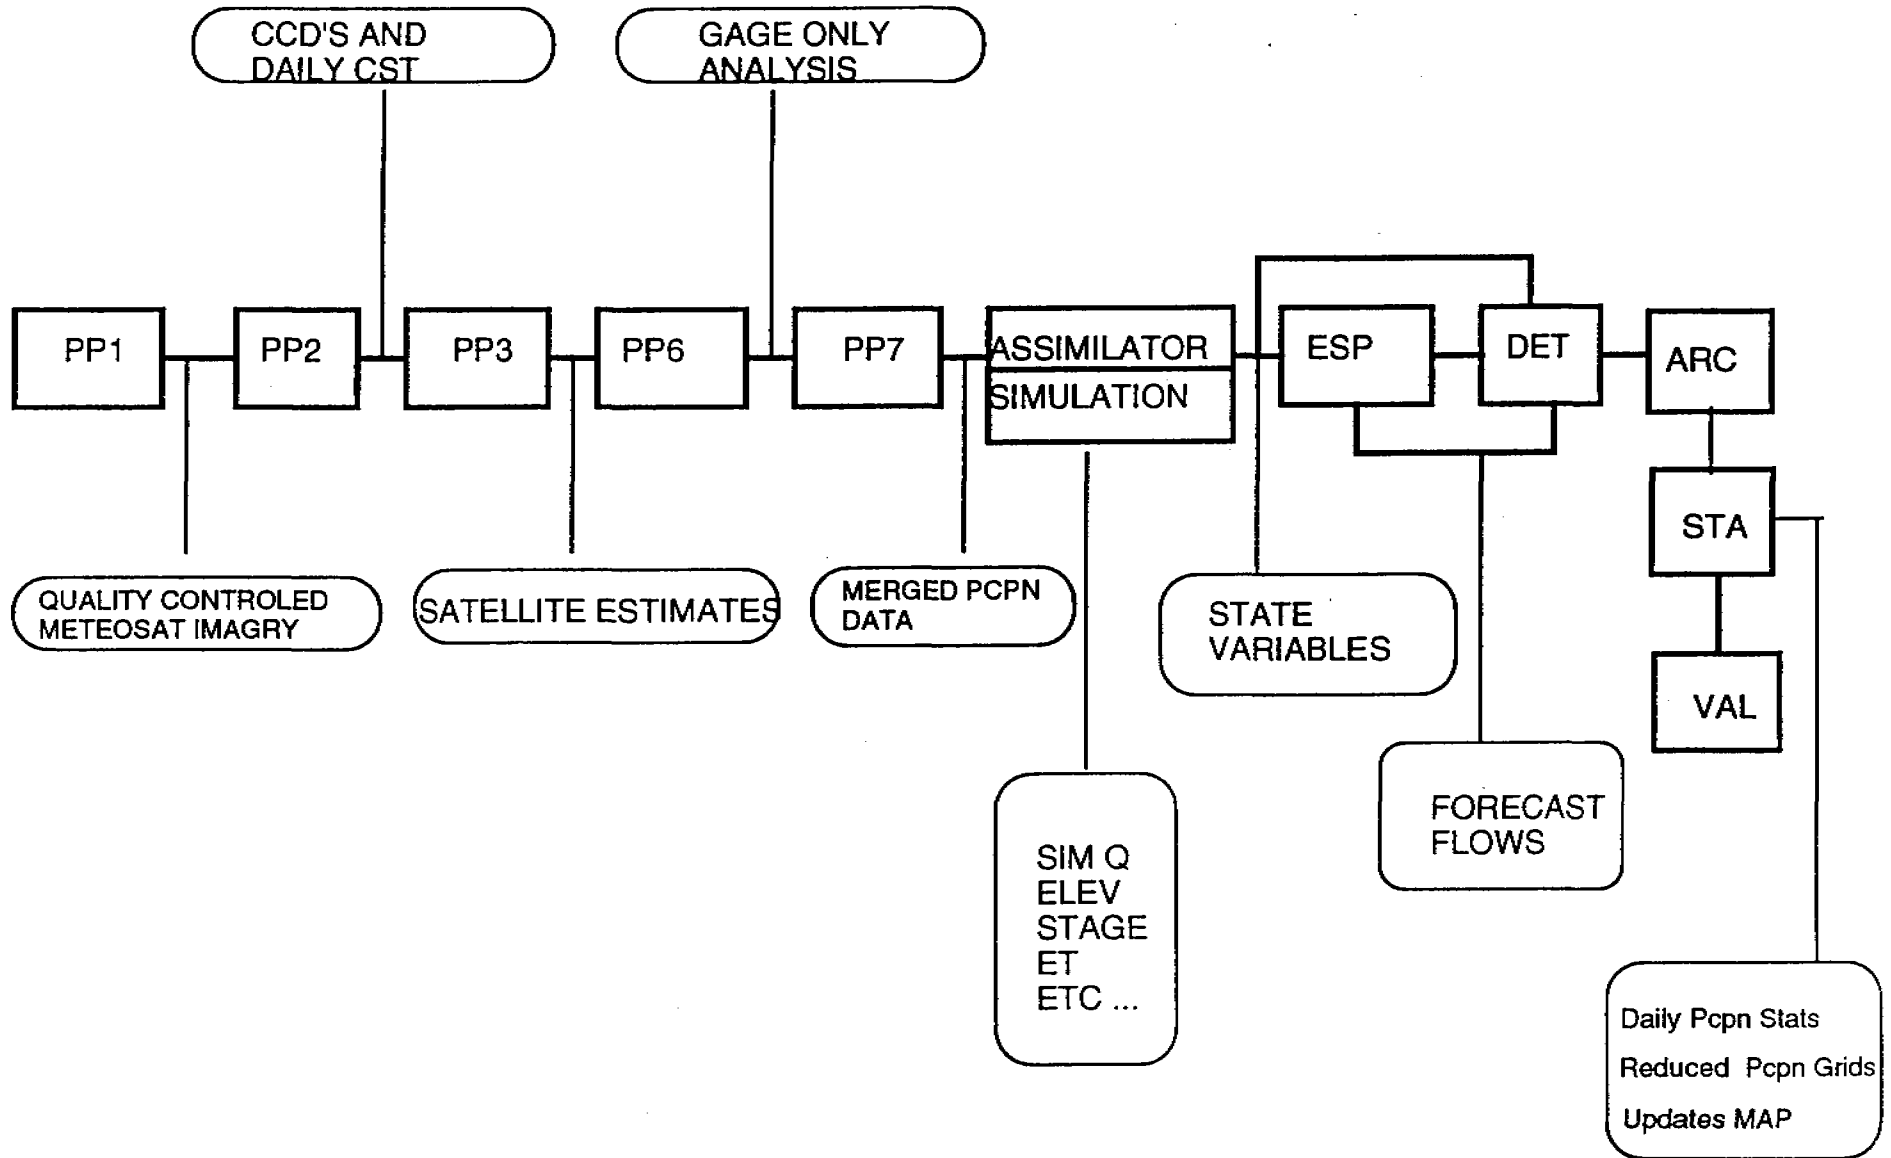 CCD'S AND
DAILY CST
GAGE ONLY
ANALYSIS
PP1
PP2
PP3
PP6
PP7
ASSIMILATOR
SIMULATION
ESP
DET
ARC
STA
VAL
QUALITY CONTROLED
METEOSAT IMAGRY
SATELLITE ESTIMATES
MERGED PCPN
DATA
STATE
VARIABLES
FORECAST
FLOWS
SIM Q
ELEV
STAGE
ET
ETC ...
Daily Pcpn Stats
Reduced Pcpn Grids
Updates MAP